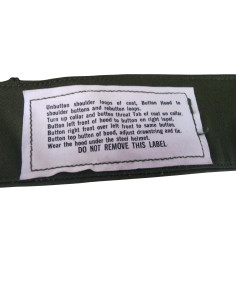 Unbutton shoulder loops of coat, Button Hood to
shoulder buttons and rebutton loops.
Turn up collar and button throat Tab of coat on collar.
Button left front of hood to button on right lapel.
Button right front over left front to same button.
Button top button of hood, adjust drawstring and tie.
Wear the hood under the steel helmet.
DO NOT REMOVE THIS LABEL